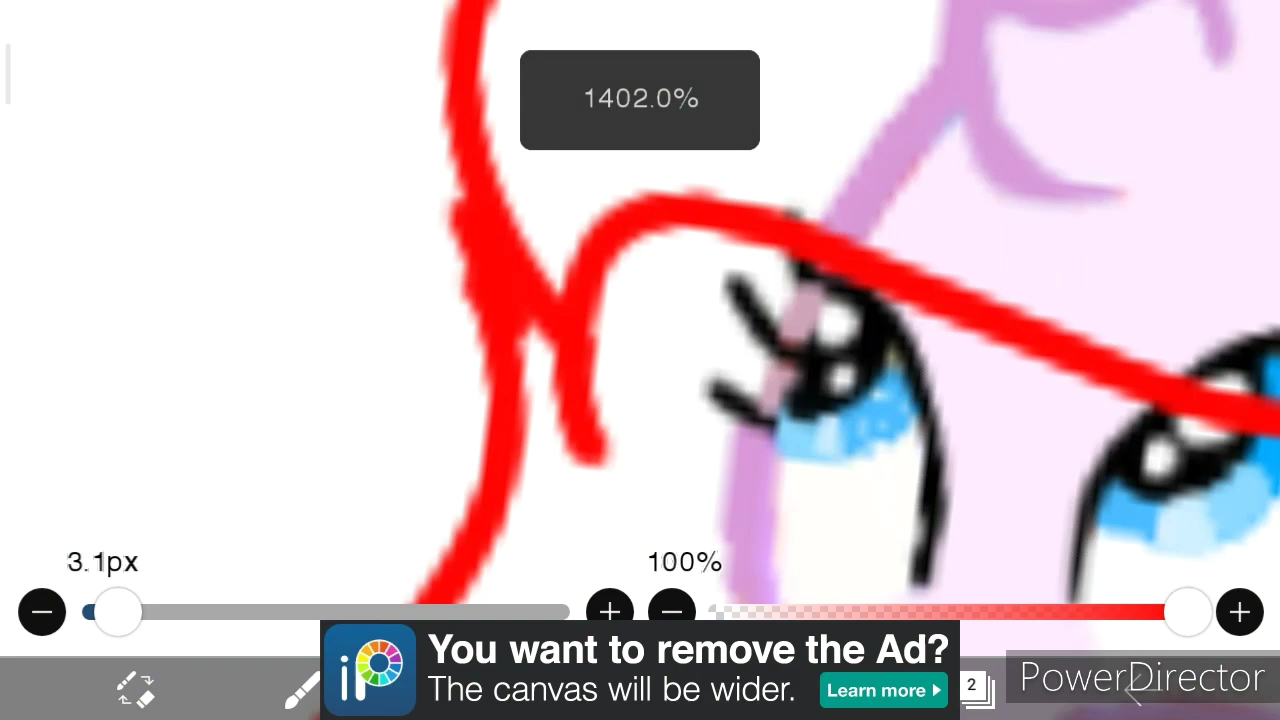 1402.0%
3.1px
100%
iP
You want to remove the Ad?
The canvas will be wider.
Learn more
2
PowerDirector